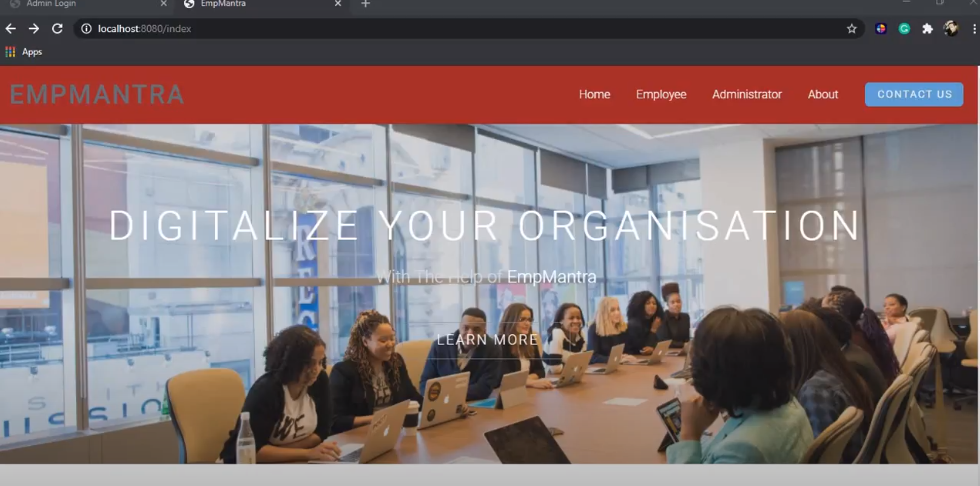 Admin Login
EmpMantra
localhost:8080/index
Apps
EMPMANTRA
Home Employee Administrator About CONTACT US
DIGITALIZE YOUR ORGANISATION
With The Help of EmpMantra
LEARN MORE